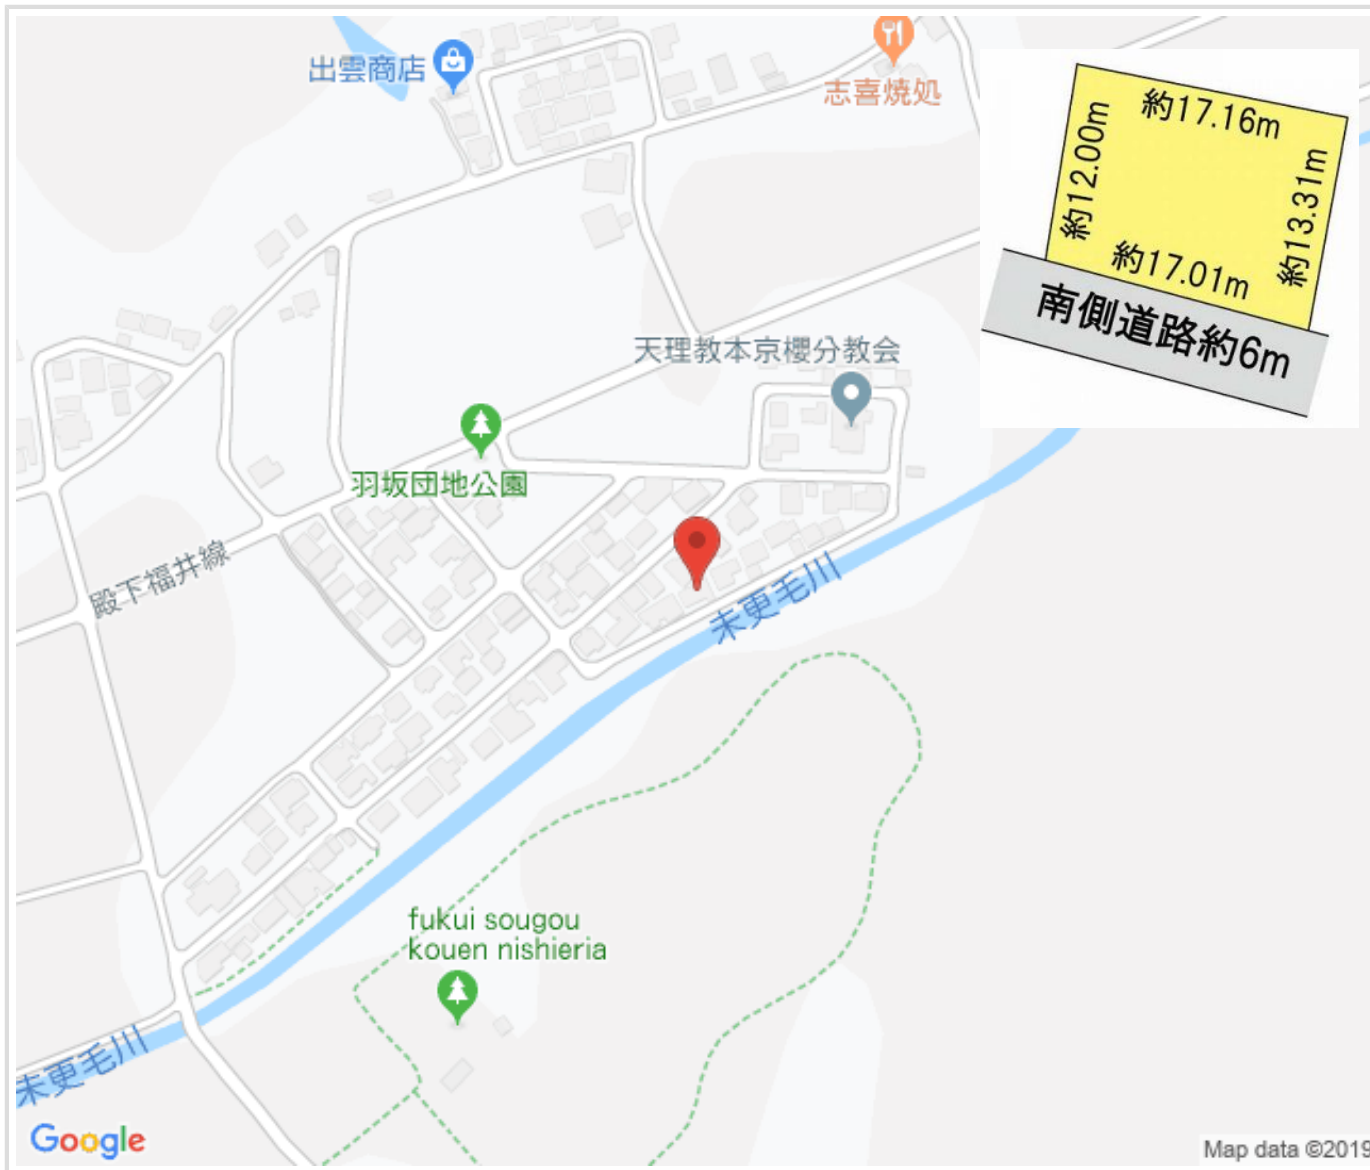 出雲商店
志喜焼処
約17.16m
約12.00m
約13.31m
約17.01m
南側道路約6m
天理教本京櫻分教会
羽坂団地公園
殿下福井線
未更毛川
fukui sougou
kouen nishieria
未更毛川
Google
Map data ©2019